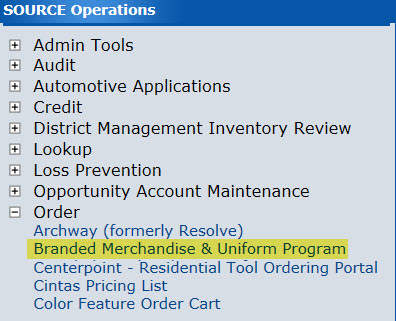 SOURCE Operations
Admin Tools
Audit
Automotive Applications
Credit
District Management Inventory Review
Lookup
Loss Prevention
Opportunity Account Maintenance
Order
Archway (formerly Resolve)
Branded Merchandise & Uniform Program
Centerpoint - Residential Tool Ordering Portal
Cintas Pricing List
Color Feature Order Cart